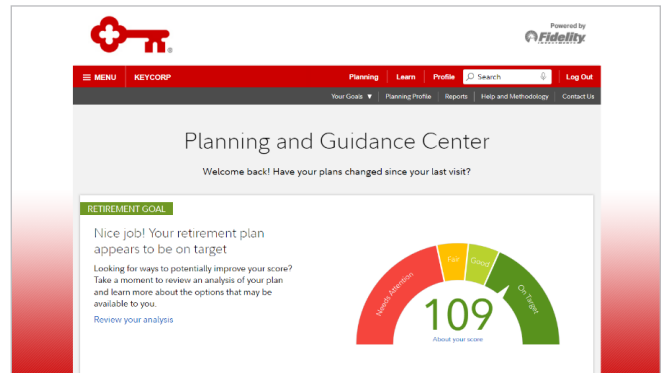 Powered by
Fidelity
INVESTMENTS
MENU KEYCORP Planning Learn Profile Search Log Out
Your Goals ▼ Planning Profile Reports Help and Methodology Contact Us
Planning and Guidance Center
Welcome back! Have your plans changed since your last visit?
RETIREMENT GOAL
Nice job! Your retirement plan
appears to be on target
Looking for ways to potentially improve your score?
Take a moment to review an analysis of your plan
and learn more about the options that may be
available to you.
Review your analysis
Needs Attention
Fair
Good
On Target
109
About your score